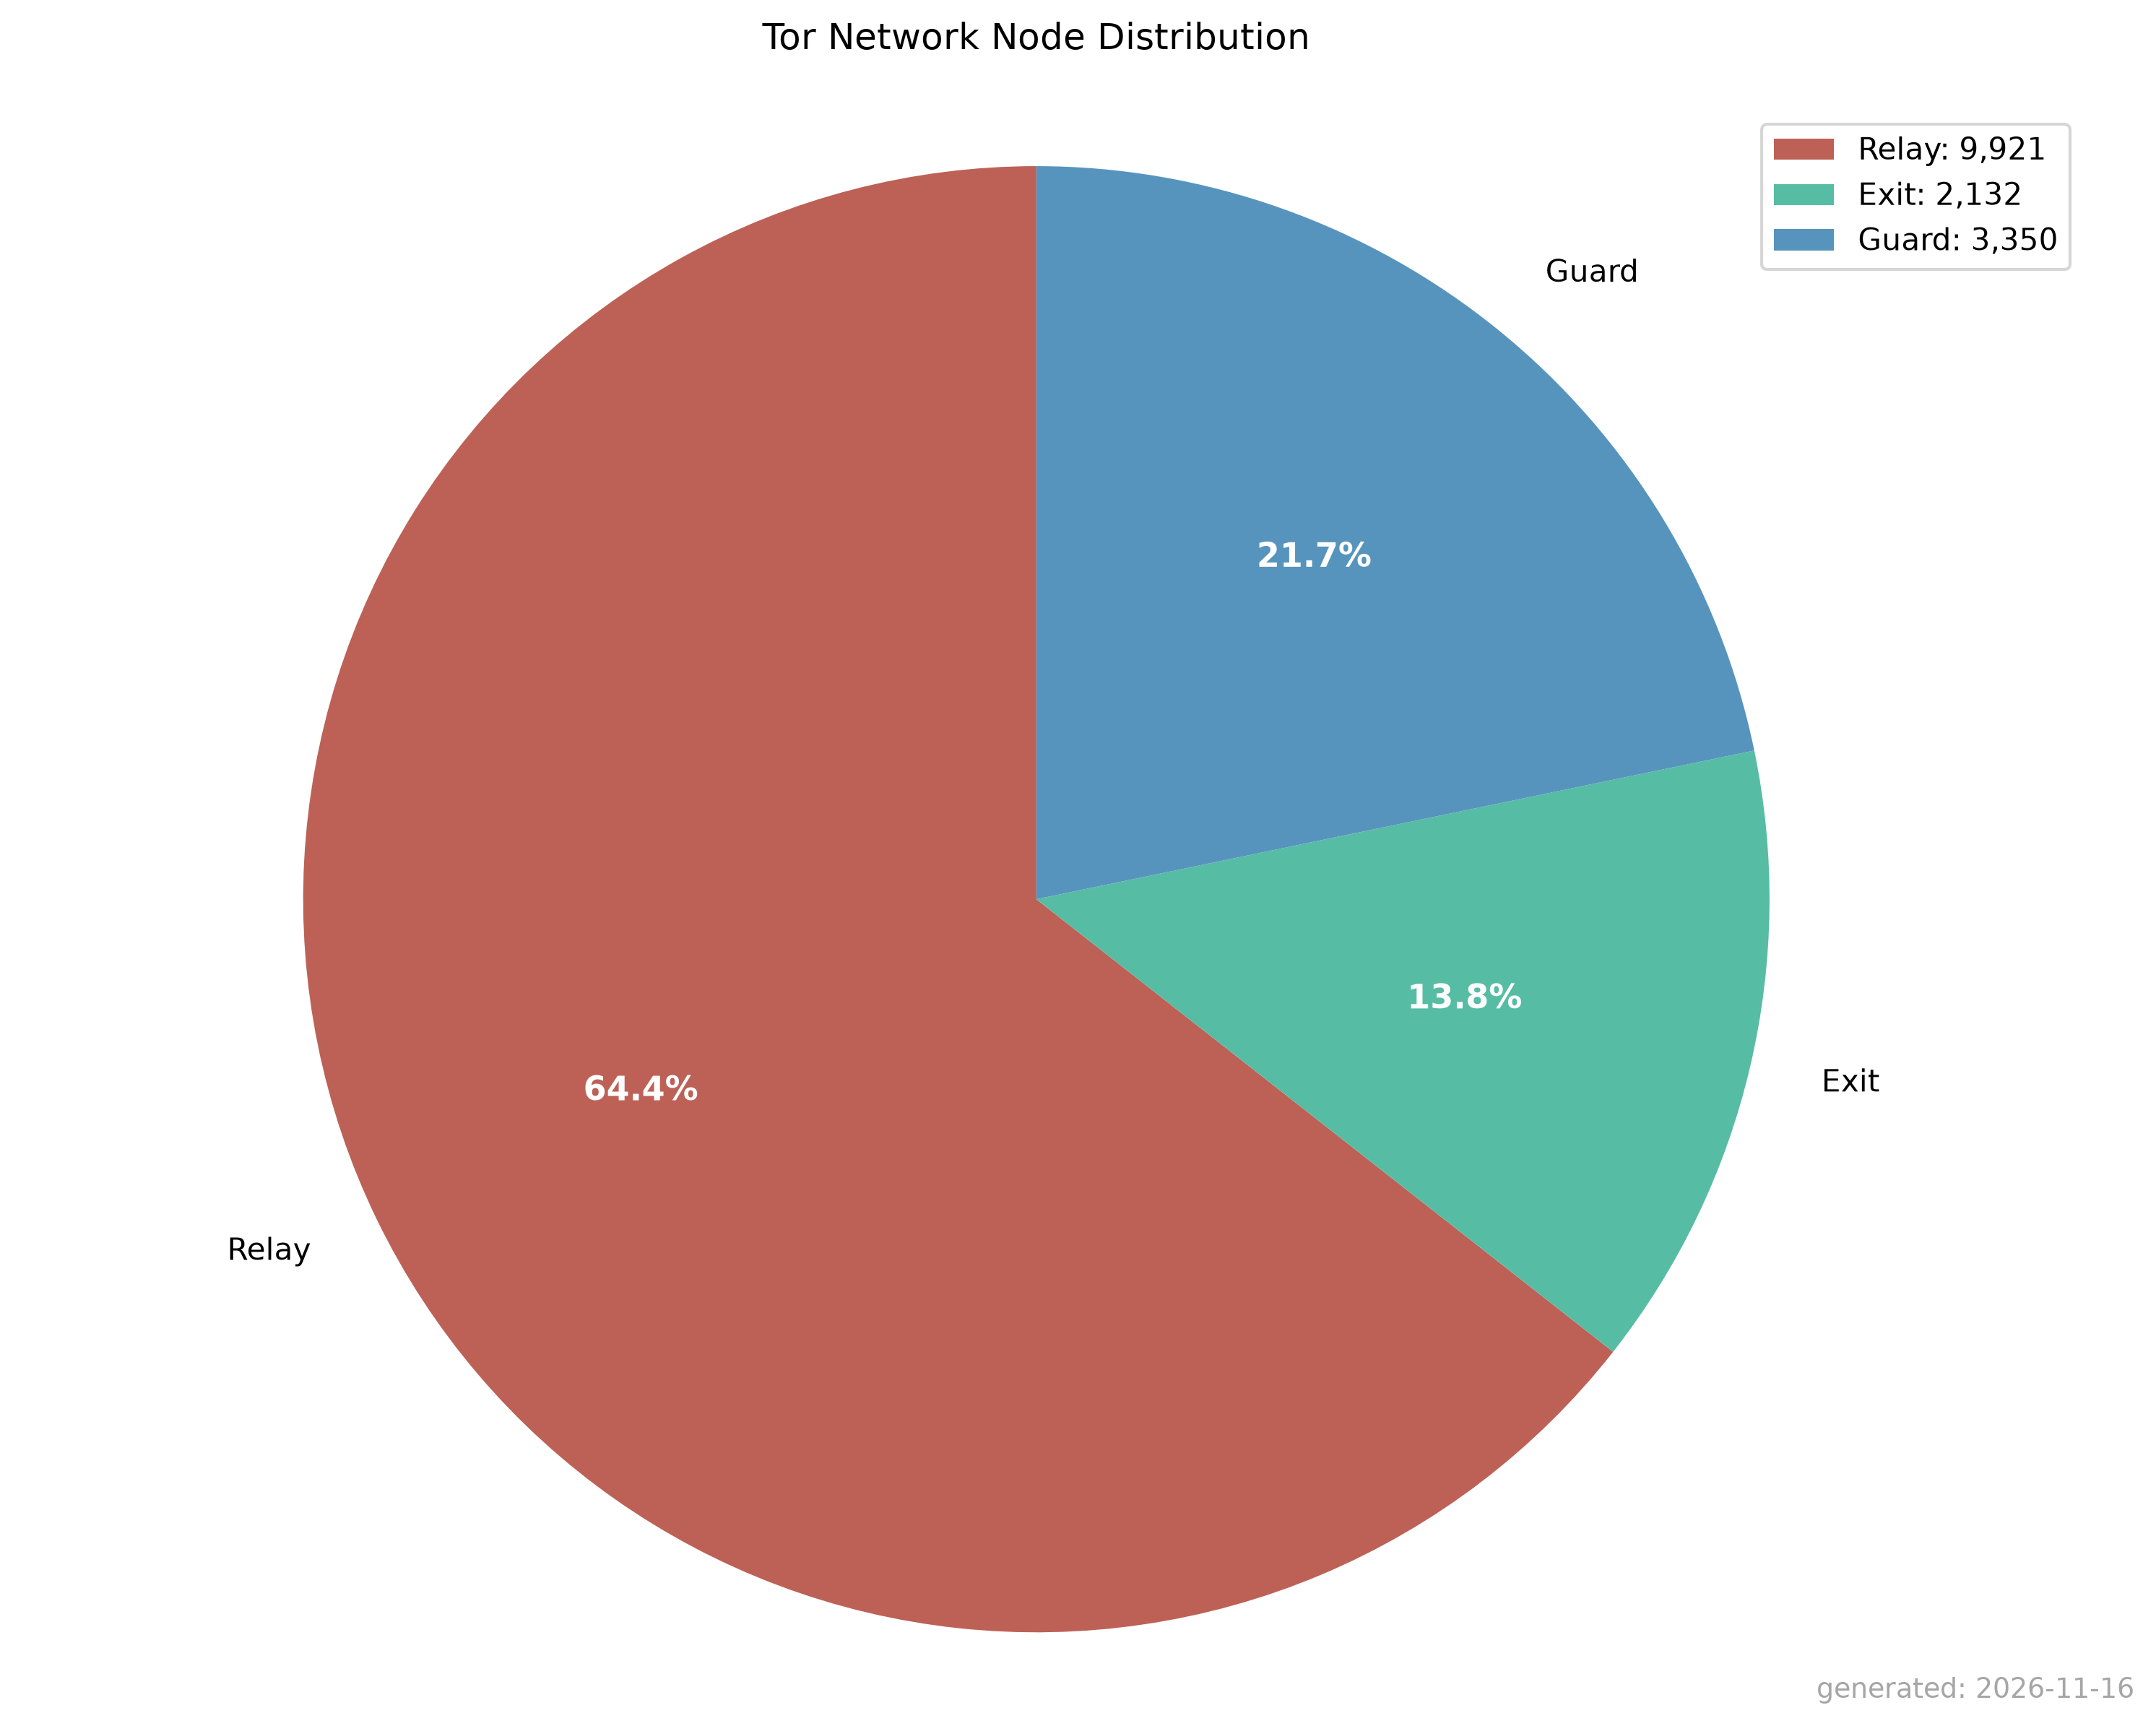 Tor Network Node Distribution
Relay: 9,921
Exit: 2,132
Guard: 3,350
Guard
21.7%
13.8%
Exit
64.4%
Relay
generated: 2026-11-16